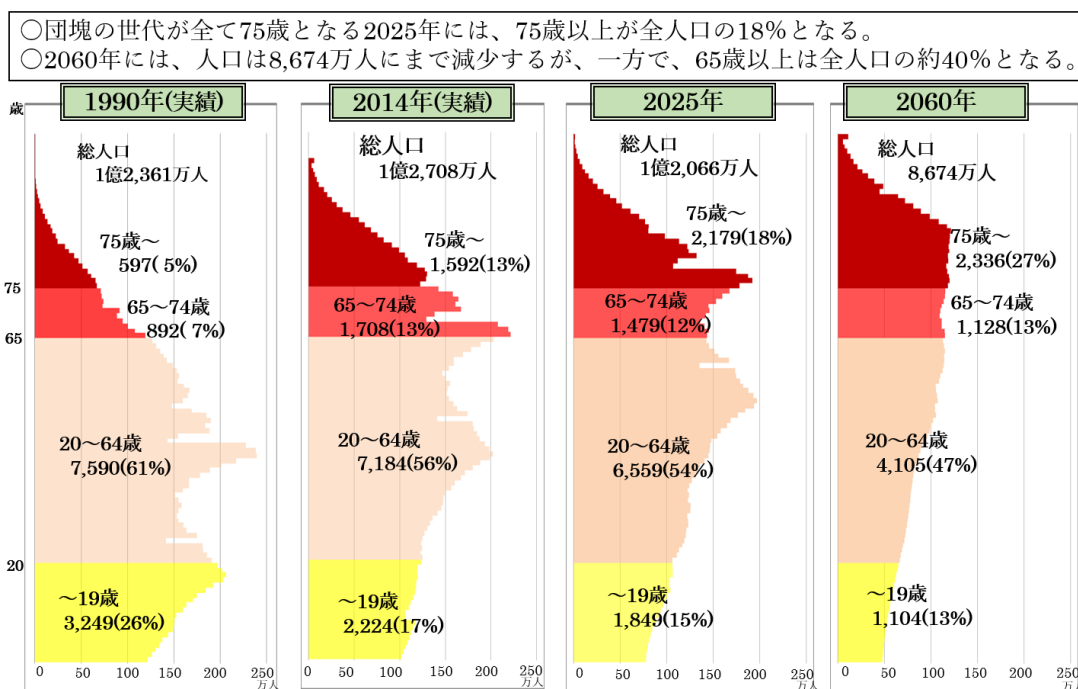 〇団塊の世代が全て75歳となる2025年には、75歳以上が全人口の18%となる。
〇2060年には、人口は8,674万人にまで減少するが、一方で、65歳以上は全人口の約40%となる。
歳
75
65
20
1990年(実績)
総人口
1億2,361万人
75歳～
597( 5%)
65～74歳
892( 7%)
20～64歳
7,590(61%)
～19歳
3,249(26%)
0 50 100 150 200 250
万人
2014年(実績)
総人口
1億2,708万人
75歳～
1,592(13%)
65～74歳
1,708(13%)
20～64歳
7,184(56%)
～19歳
2,224(17%)
0 50 100 150 200 250
万人
2025年
総人口
1億2,066万人
75歳～
2,179(18%)
65～74歳
1,479(12%)
20～64歳
6,559(54%)
～19歳
1,849(15%)
0 50 100 150 200 250
万人
2060年
総人口
8,674万人
75歳～
2,336(27%)
65～74歳
1,128(13%)
20～64歳
4,105(47%)
～19歳
1,104(13%)
0 50 100 150 200 250
万人